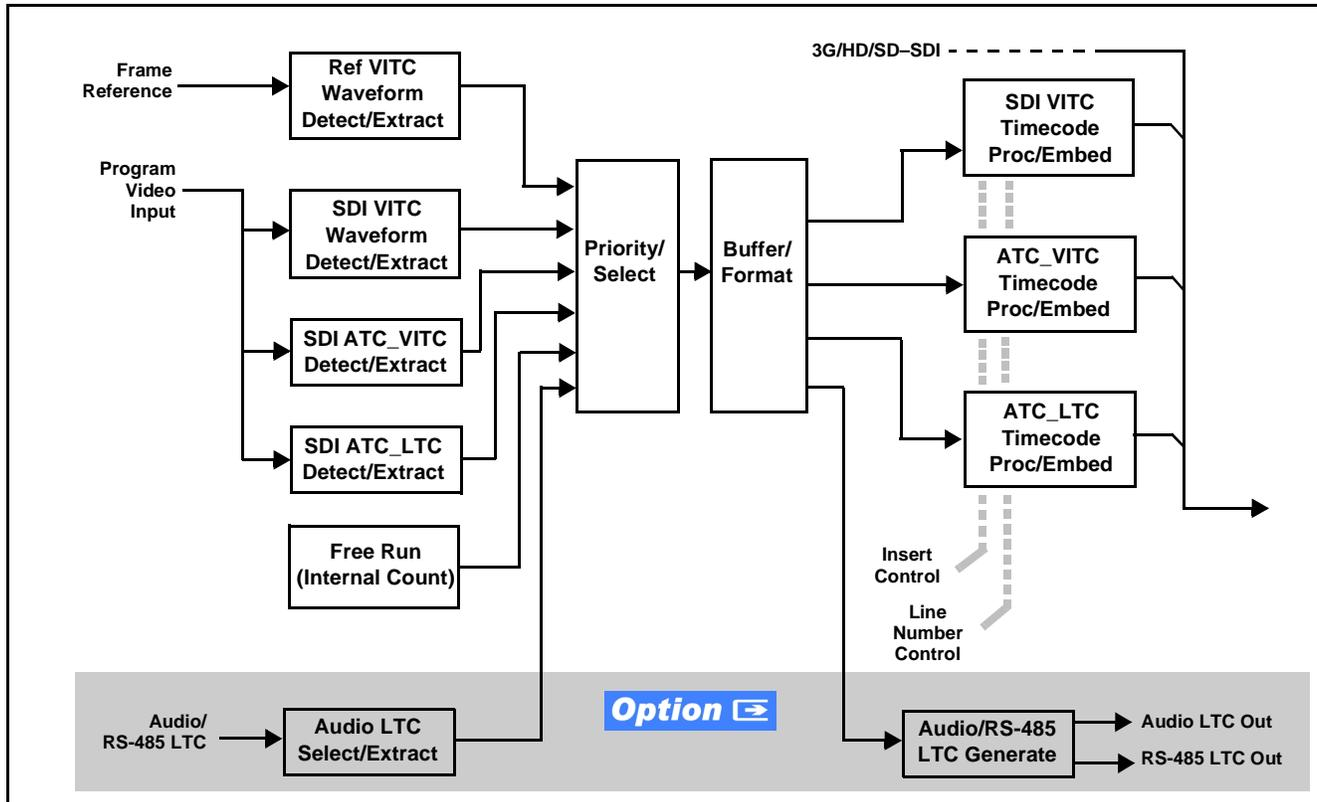 Frame
Reference
Ref VITC
Waveform
Detect/Extract
Program
Video
Input
SDI VITC
Waveform
Detect/Extract
SDI ATC_VITC
Detect/Extract
SDI ATC_LTC
Detect/Extract
Free Run
(Internal Count)
Priority/
Select
Buffer/
Format
3G/HD/SD–SDI
SDI VITC
Timecode
Proc/Embed
ATC_VITC
Timecode
Proc/Embed
ATC_LTC
Timecode
Proc/Embed
Insert
Control
Line
Number
Control
Audio/
RS-485 LTC
Audio LTC
Select/Extract
Option
Audio/RS-485
LTC Generate
Audio LTC Out
RS-485 LTC Out